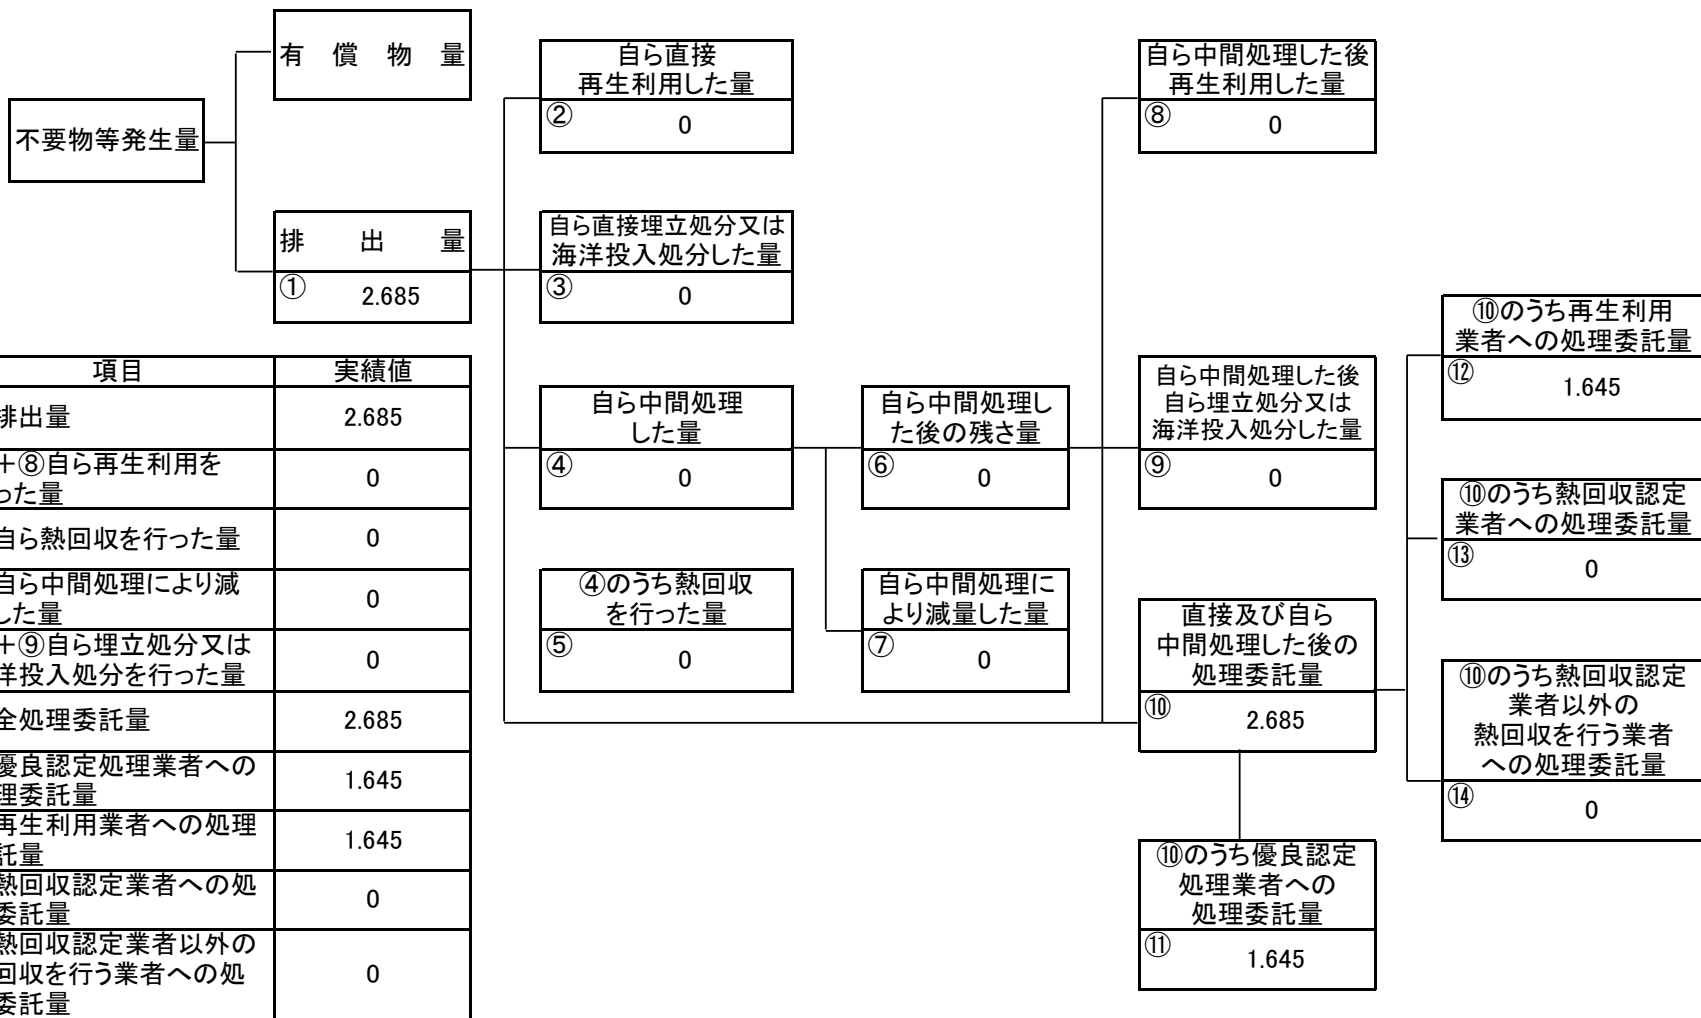 有償物量
不要物等発生量
排出量
① 2.685
自ら直接
再生利用した量
② 0
自ら直接埋立処分又は
海洋投入処分した量
③ 0
自ら中間処理
した量
④ 0
④のうち熱回収
を行った量
⑤ 0
自ら中間処理し
た後の残さ量
⑥ 0
自ら中間処理に
より減量した量
⑦ 0
自ら中間処理した後
再生利用した量
⑧ 0
自ら中間処理した後
自ら埋立処分又は
海洋投入処分した量
⑨ 0
直接及び自ら
中間処理した後の
処理委託量
⑩ 2.685
⑩のうち優良認定
処理業者への
処理委託量
⑪ 1.645
⑩のうち再生利用
業者への処理委託量
⑫ 1.645
⑩のうち熱回収認定
業者への処理委託量
⑬ 0
⑩のうち熱回収認定
業者以外の
熱回収を行う業者
への処理委託量
⑭ 0
項目 実績値
排出量 2.685
+⑧自ら再生利用を
った量 0
自ら熱回収を行った量 0
自ら中間処理により減
した量 0
+⑨自ら埋立処分又は
洋投入処分を行った量 0
全処理委託量 2.685
優良認定処理業者への
理委託量 1.645
再生利用業者への処理
託量 1.645
熱回収認定業者への処
委託量 0
熱回収認定業者以外の
回収を行う業者への処
委託量 0